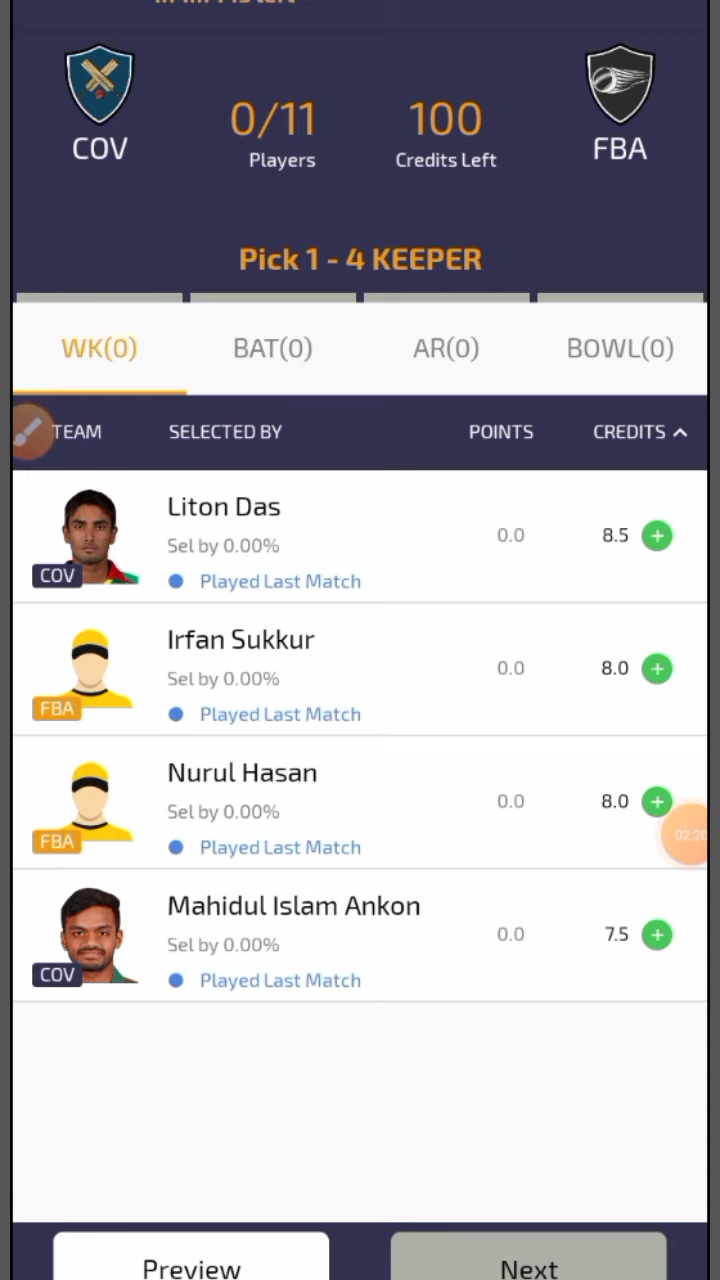 COV
0/11
Players
100
Credits Left
FBA
Pick 1 - 4 KEEPER
WK(0) BAT(0) AR(0) BOWL(0)
TEAM SELECTED BY POINTS CREDITS
Liton Das
Sel by 0.00%
Played Last Match
COV
0.0 8.5 +
Irfan Sukkur
Sel by 0.00%
Played Last Match
FBA
0.0 8.0 +
Nurul Hasan
Sel by 0.00%
Played Last Match
FBA
0.0 8.0 +
02:20
Mahidul Islam Ankon
Sel by 0.00%
Played Last Match
COV
0.0 7.5 +
Preview Next